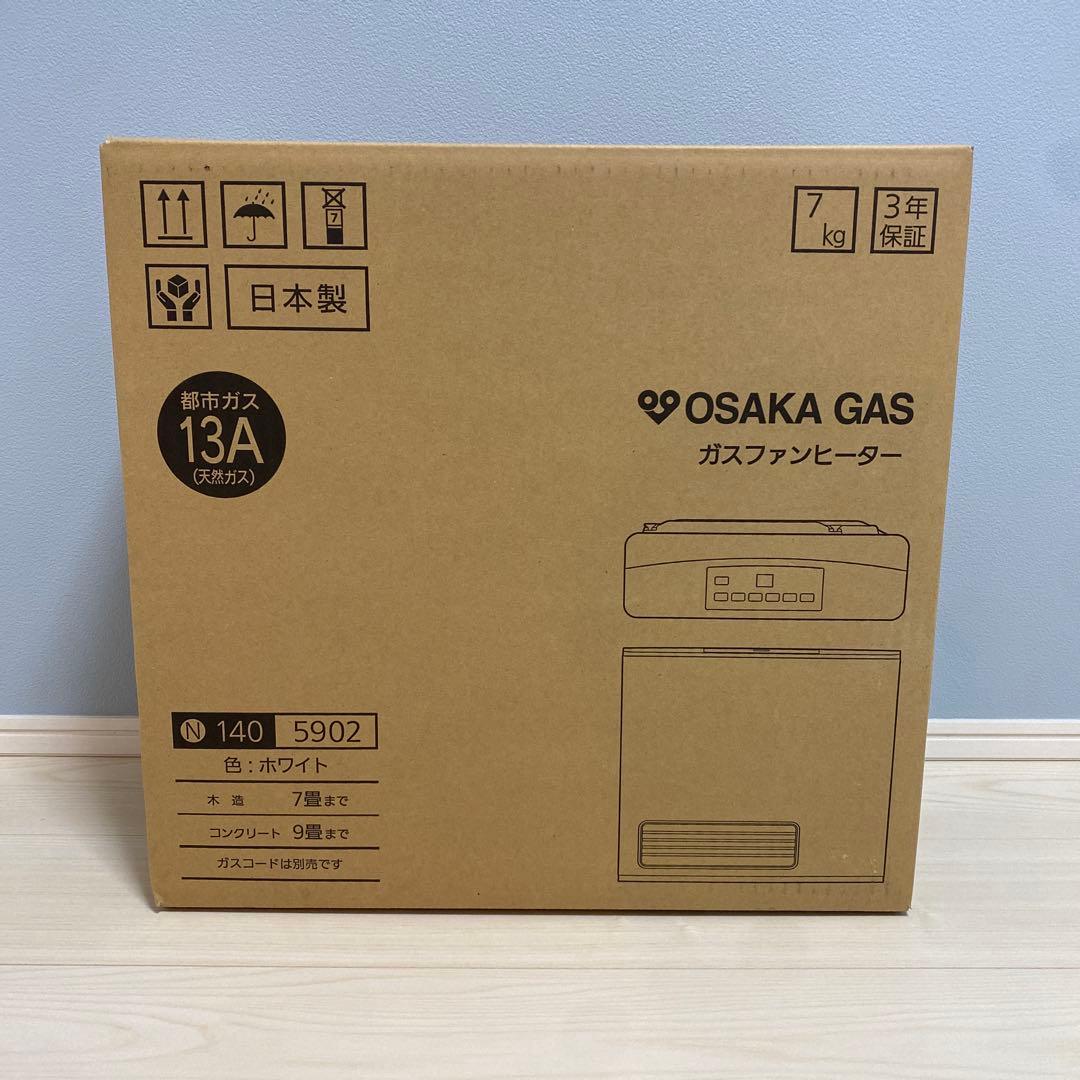 7
7
kg
3年
保証
日本製
都市ガス
13A
(天然ガス)
OSAKA GAS
ガスファンヒーター
N 140 5902
色:ホワイト
木造 7畳まで
コンクリート 9畳まで
ガスコードは別売です